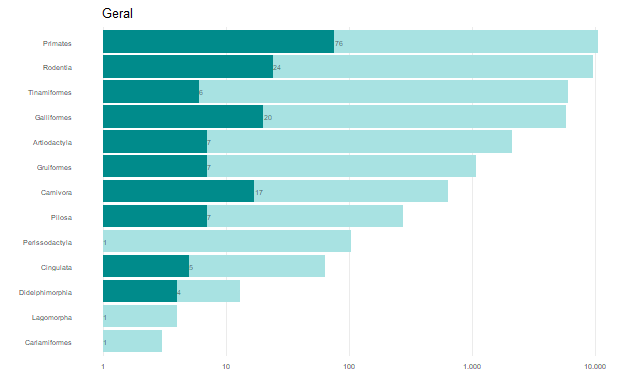 Geral
Primates 76
Rodentia 24
Tinamiformes 6
Galliformes 20
Artiodactyla 7
Gruiformes 7
Carnivora 17
Pilosa 7
Perissodactyla 1
Cingulata 5
Didelphimorphia 4
Lagomorpha 1
Cariamiformes 1
1 10 100 1.000 10.000